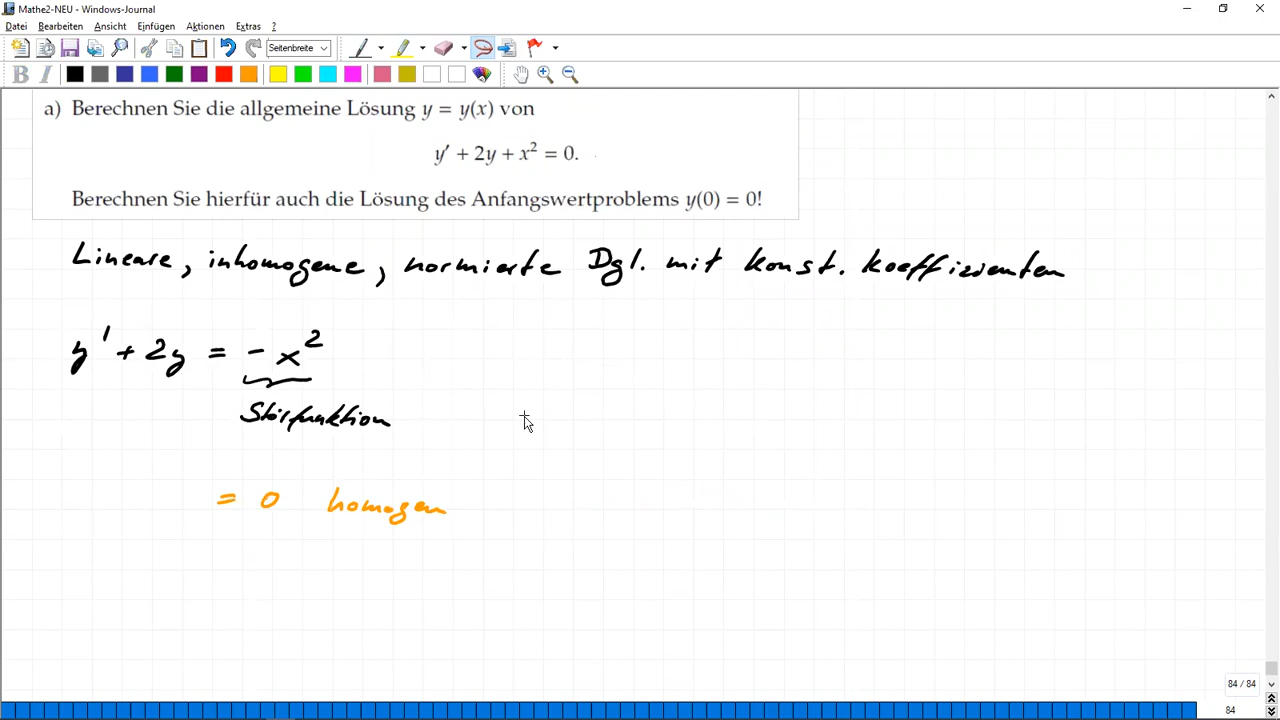 Mathe2-NEU - Windows-Journal
Datei Bearbeiten Ansicht Einfügen Aktionen Extras ?
Seitenbreite
B I
a) Berechnen Sie die allgemeine Lösung y = y(x) von
y′ + 2y + x² = 0.
Berechnen Sie hierfür auch die Lösung des Anfangswertproblems y(0) = 0!
Lineare, inhomogene, normierte Dgl. mit konst. Koeffizienten
y' + 2y = - x²
Störfunktion
= 0 homogen
84 / 84
84